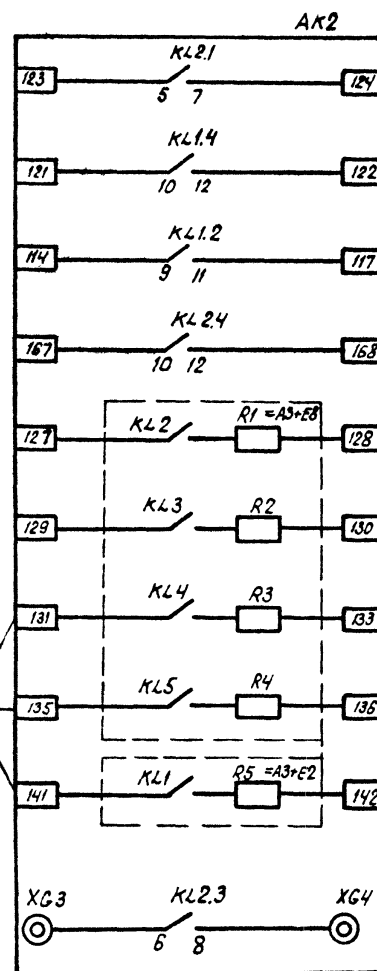 AK2
KL2.1
123 5 7 124
KL1.4
121 10 12 122
KL1.2
114 9 11 117
KL2.4
167 10 12 168
127 KL2 R1 =A3+E8 128
129 KL3 R2 130
131 KL4 R3 133
135 KL5 R4 136
141 KL1 R5 =A3+E2 142
XG3 KL2.3 XG4
6 8